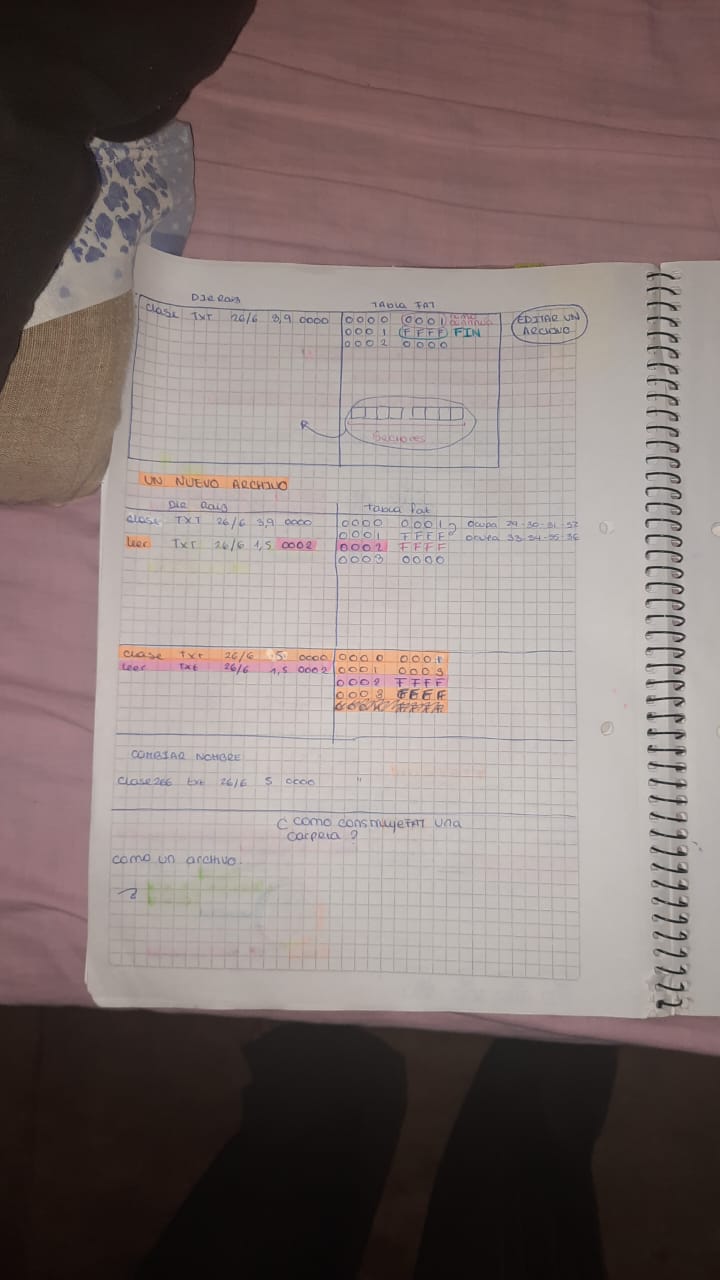 DIR Raiz
Tabla FAT
clase TXT 26/6 3,9 0000
0000 0001
EDITAR UN ARCHIVO
0001 FFFF FIN
0002 0000
Sectores
UN NUEVO ARCHIVO
Dir Raiz
Tabla Fat
clase TXT 26/6 3,9 0000
0000 0001 ocupa 29-30-31-32
0001 FFFF ocupa 33-34-35-36
leer TxT 26/6 1,5 0002
0002 FFFF
0003 0000
clase Txt 26/6 5 0000
0000 0001
leer Txt 26/6 1,5 0002
0001 0003
0002 FFFF
0003 FFFF
COMBIAR NOMBRE
clase266 txt 26/6 5 0000 "
¿ como construye FAT una
carpeta ?
como un archivo.